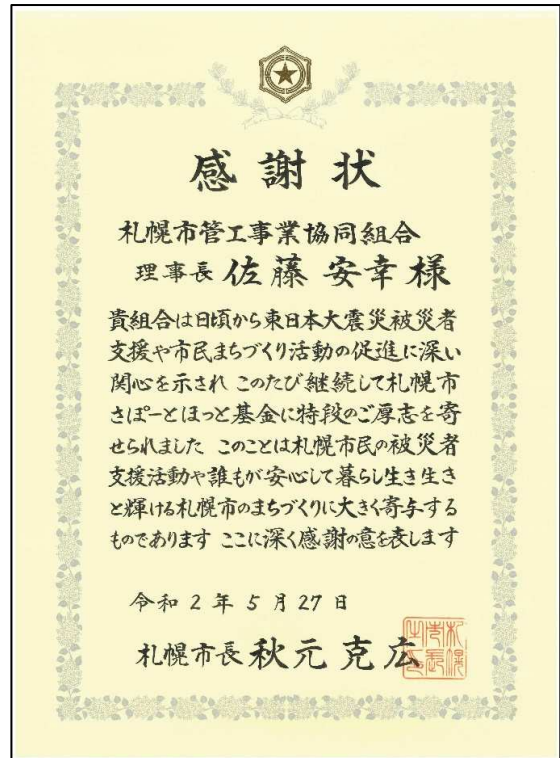 感謝状
札幌市管工事業協同組合
理事長 佐藤安幸様
貴組合は日頃から東日本大震災被災者
支援や市民まちづくり活動の促進に深い
関心を示され このたび継続して札幌市
さぽーとほっと基金に特段のご厚志を寄
せられました このことは札幌市民の被災者
支援活動や誰もが安心して暮らし生き生き
と輝ける札幌市のまちづくりに大きく寄与する
ものであります ここに深く感謝の意を表します
令和2年5月27日
札幌市長 秋元克広
札幌
市長
之印